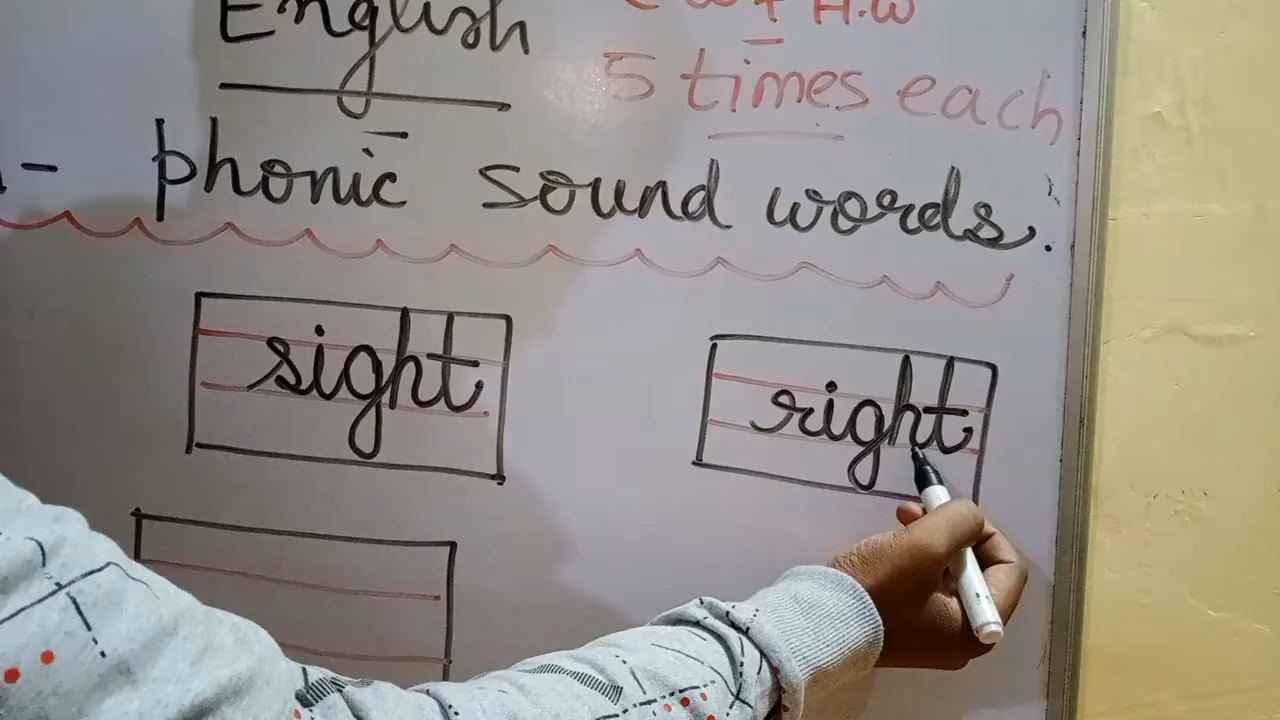 English
C.W + H.W
5 times each
phonic sound words.
sight
right